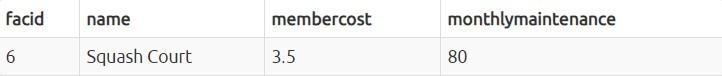 facid name membercost monthlymaintenance
6 Squash Court 3.5 80